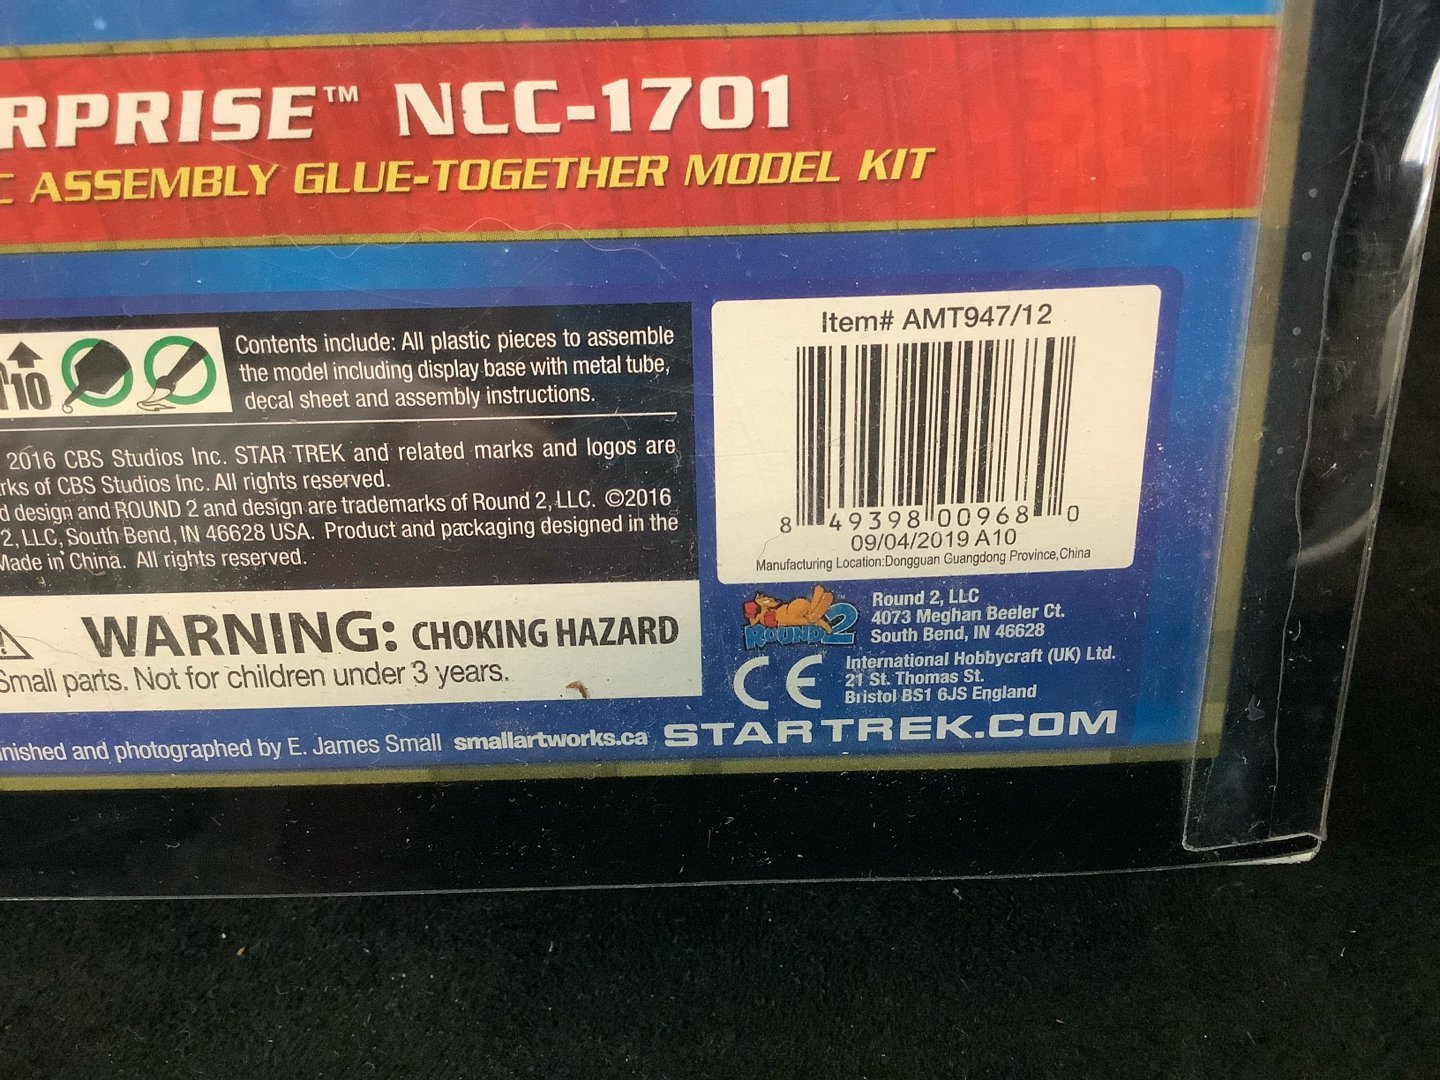 RPRISE™ NCC-1701
C ASSEMBLY GLUE-TOGETHER MODEL KIT
10
Contents include: All plastic pieces to assemble
the model including display base with metal tube,
decal sheet and assembly instructions.
2016 CBS Studios Inc. STAR TREK and related marks and logos are
rks of CBS Studios Inc. All rights reserved.
d design and ROUND 2 and design are trademarks of Round 2, LLC. ©2016
2, LLC, South Bend, IN 46628 USA. Product and packaging designed in the
Made in China. All rights reserved.
WARNING: CHOKING HAZARD
Small parts. Not for children under 3 years.
nished and photographed by E. James Small smallartworks.ca
Item# AMT947/12
8 49398 00968 0
09/04/2019 A10
Manufacturing Location:Dongguan Guangdong Province,China
ROUND 2
Round 2, LLC
4073 Meghan Beeler Ct.
South Bend, IN 46628
CE
International Hobbycraft (UK) Ltd.
21 St. Thomas St.
Bristol BS1 6JS England
STARTREK.COM